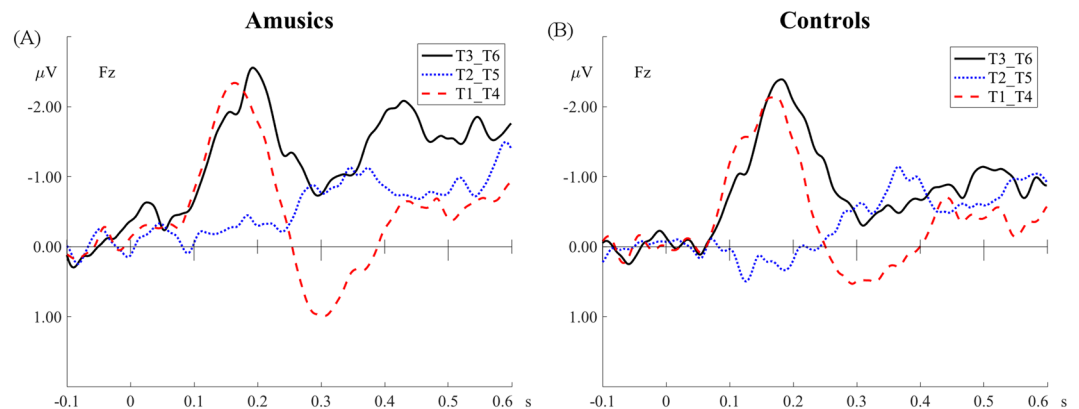 Amusics
(A)
μV
Fz
T3_T6
T2_T5
T1_T4
-2.00
-1.00
0.00
1.00
-0.1 0 0.1 0.2 0.3 0.4 0.5 0.6 s
Controls
(B)
μV
Fz
T3_T6
T2_T5
T1_T4
-2.00
-1.00
0.00
1.00
-0.1 0 0.1 0.2 0.3 0.4 0.5 0.6 s